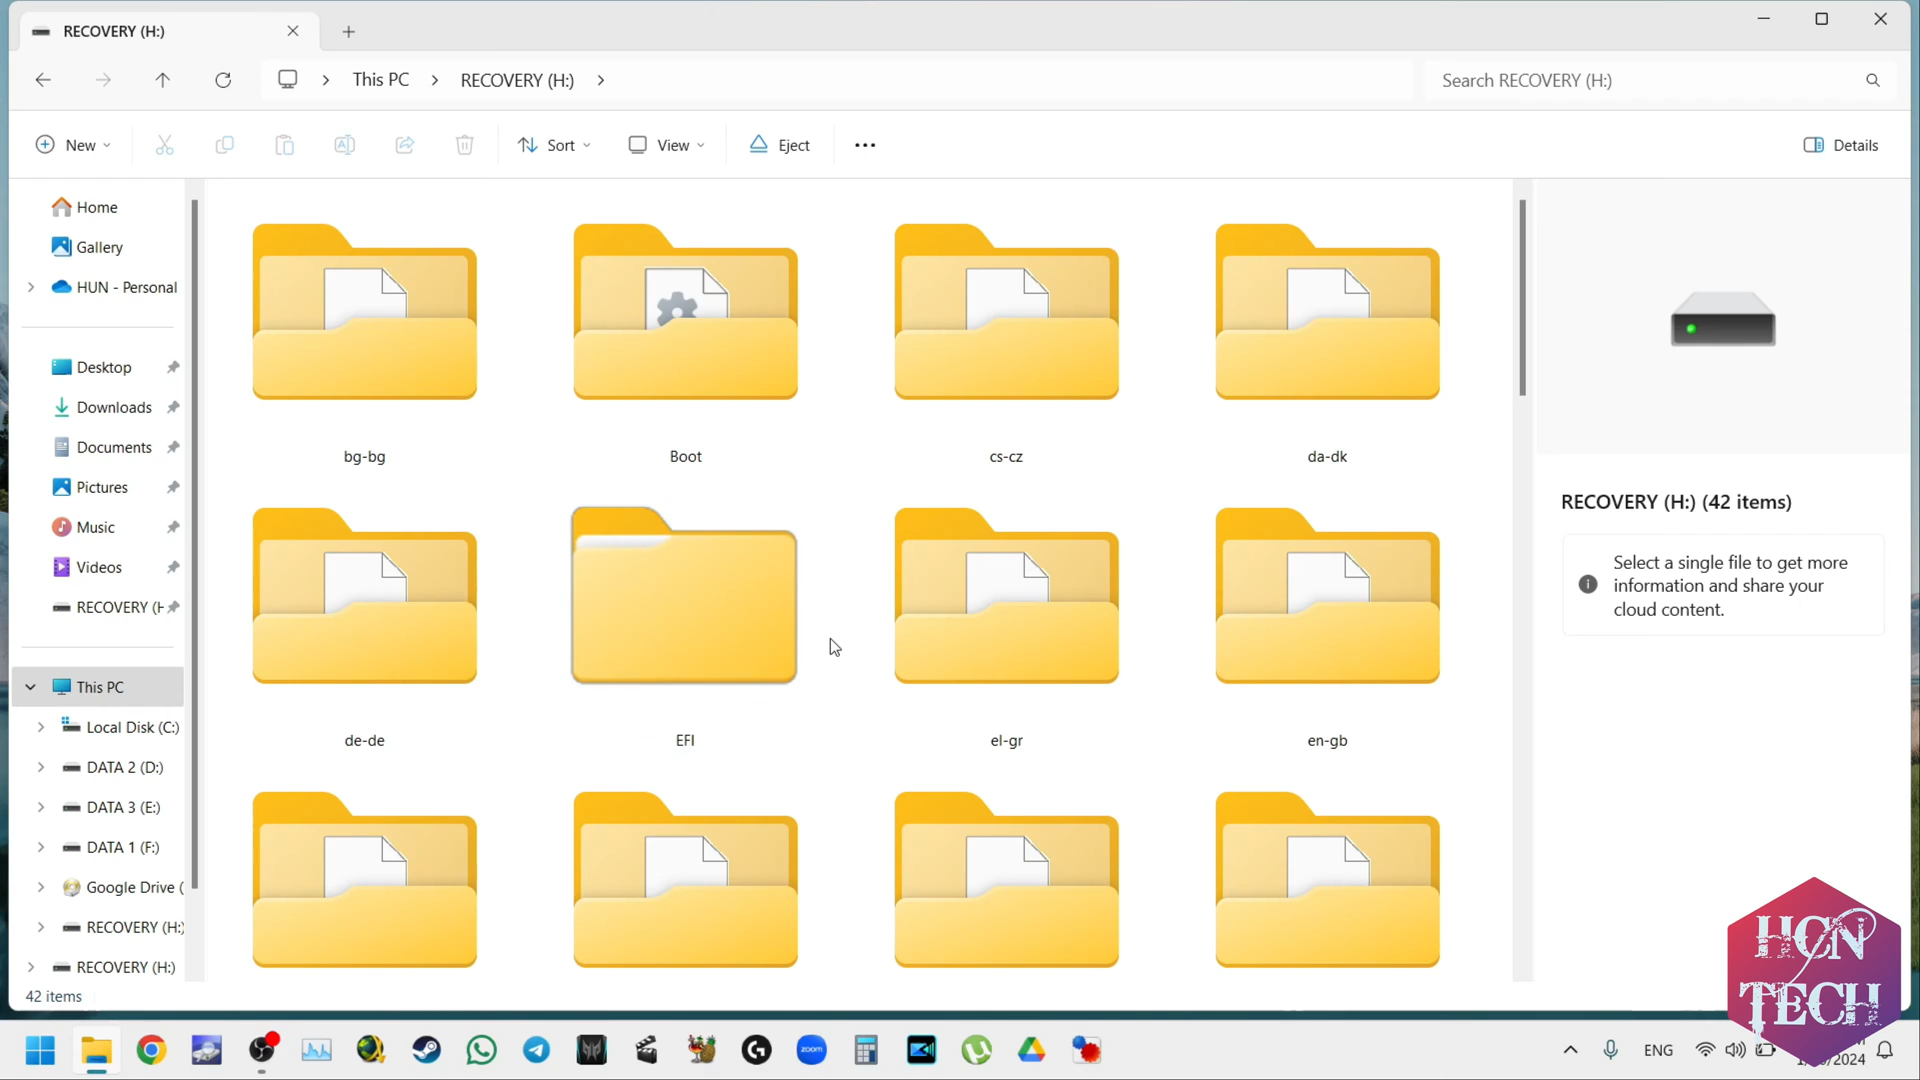 RECOVERY (H:)
This PC
RECOVERY (H:)
Search RECOVERY (H:)
New
Sort
View
Eject
Details
Home
Gallery
HUN - Personal
Desktop
Downloads
Documents
Pictures
Music
Videos
RECOVERY (H
This PC
Local Disk (C:)
DATA 2 (D:)
DATA 3 (E:)
DATA 1 (F:)
Google Drive (
RECOVERY (H:)
RECOVERY (H:)
42 items
bg-bg
Boot
cs-cz
da-dk
de-de
EFI
el-gr
en-gb
RECOVERY (H:) (42 items)
Select a single file to get more
information and share your
cloud content.
HCN
TECH
zoom
ENG